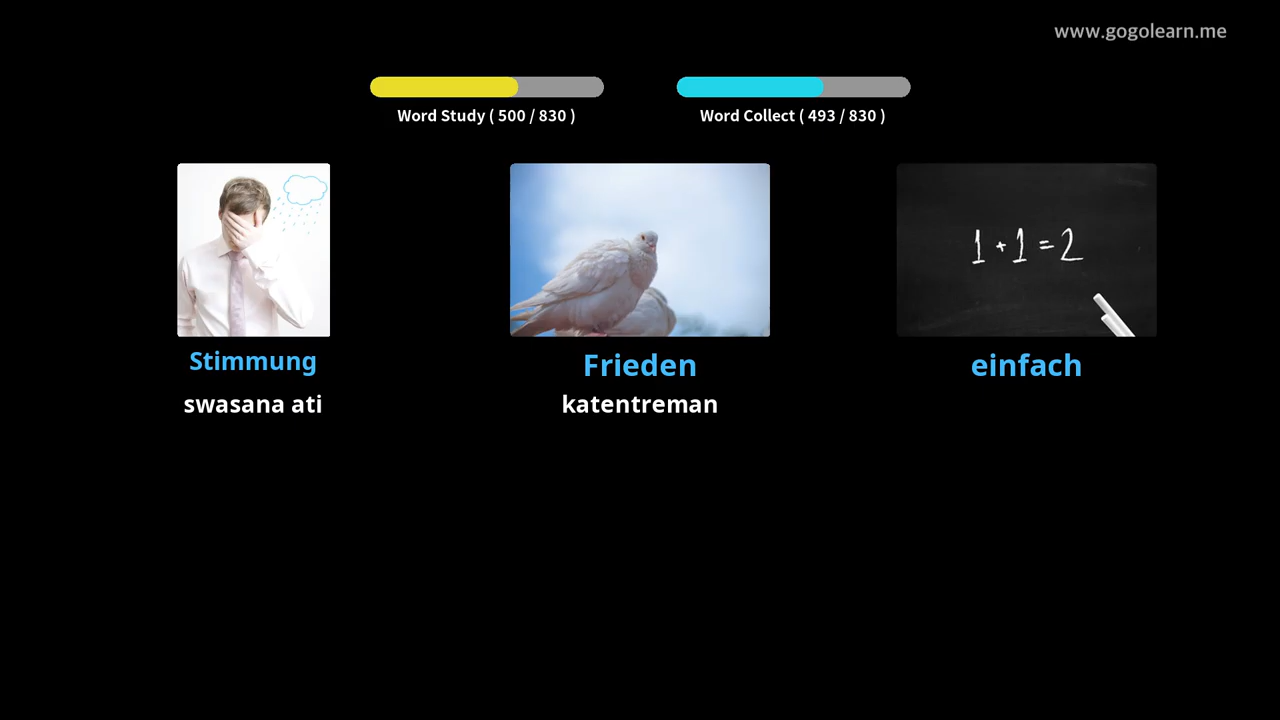 www.gogolearn.me
Word Study ( 500 / 830 )
Word Collect ( 493 / 830 )
1 + 1 = 2
Stimmung
Frieden
einfach
swasana ati
katentreman